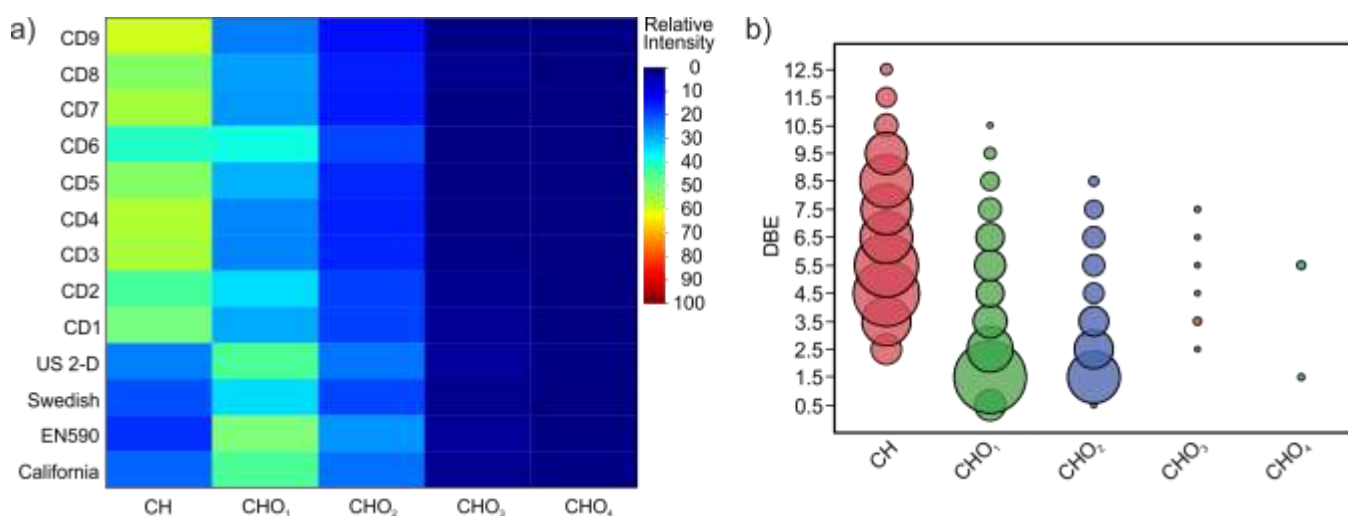 a)
CD9
CD8
CD7
CD6
CD5
CD4
CD3
CD2
CD1
US 2-D
Swedish
EN590
California
CH CHO₁ CHO₂ CHO₃ CHO₄
Relative
Intensity
0
10
20
30
40
50
60
70
80
90
100
b)
DBE
12.5
11.5
10.5
9.5
8.5
7.5
6.5
5.5
4.5
3.5
2.5
1.5
0.5
CH CHO₁ CHO₂ CHO₃ CHO₄